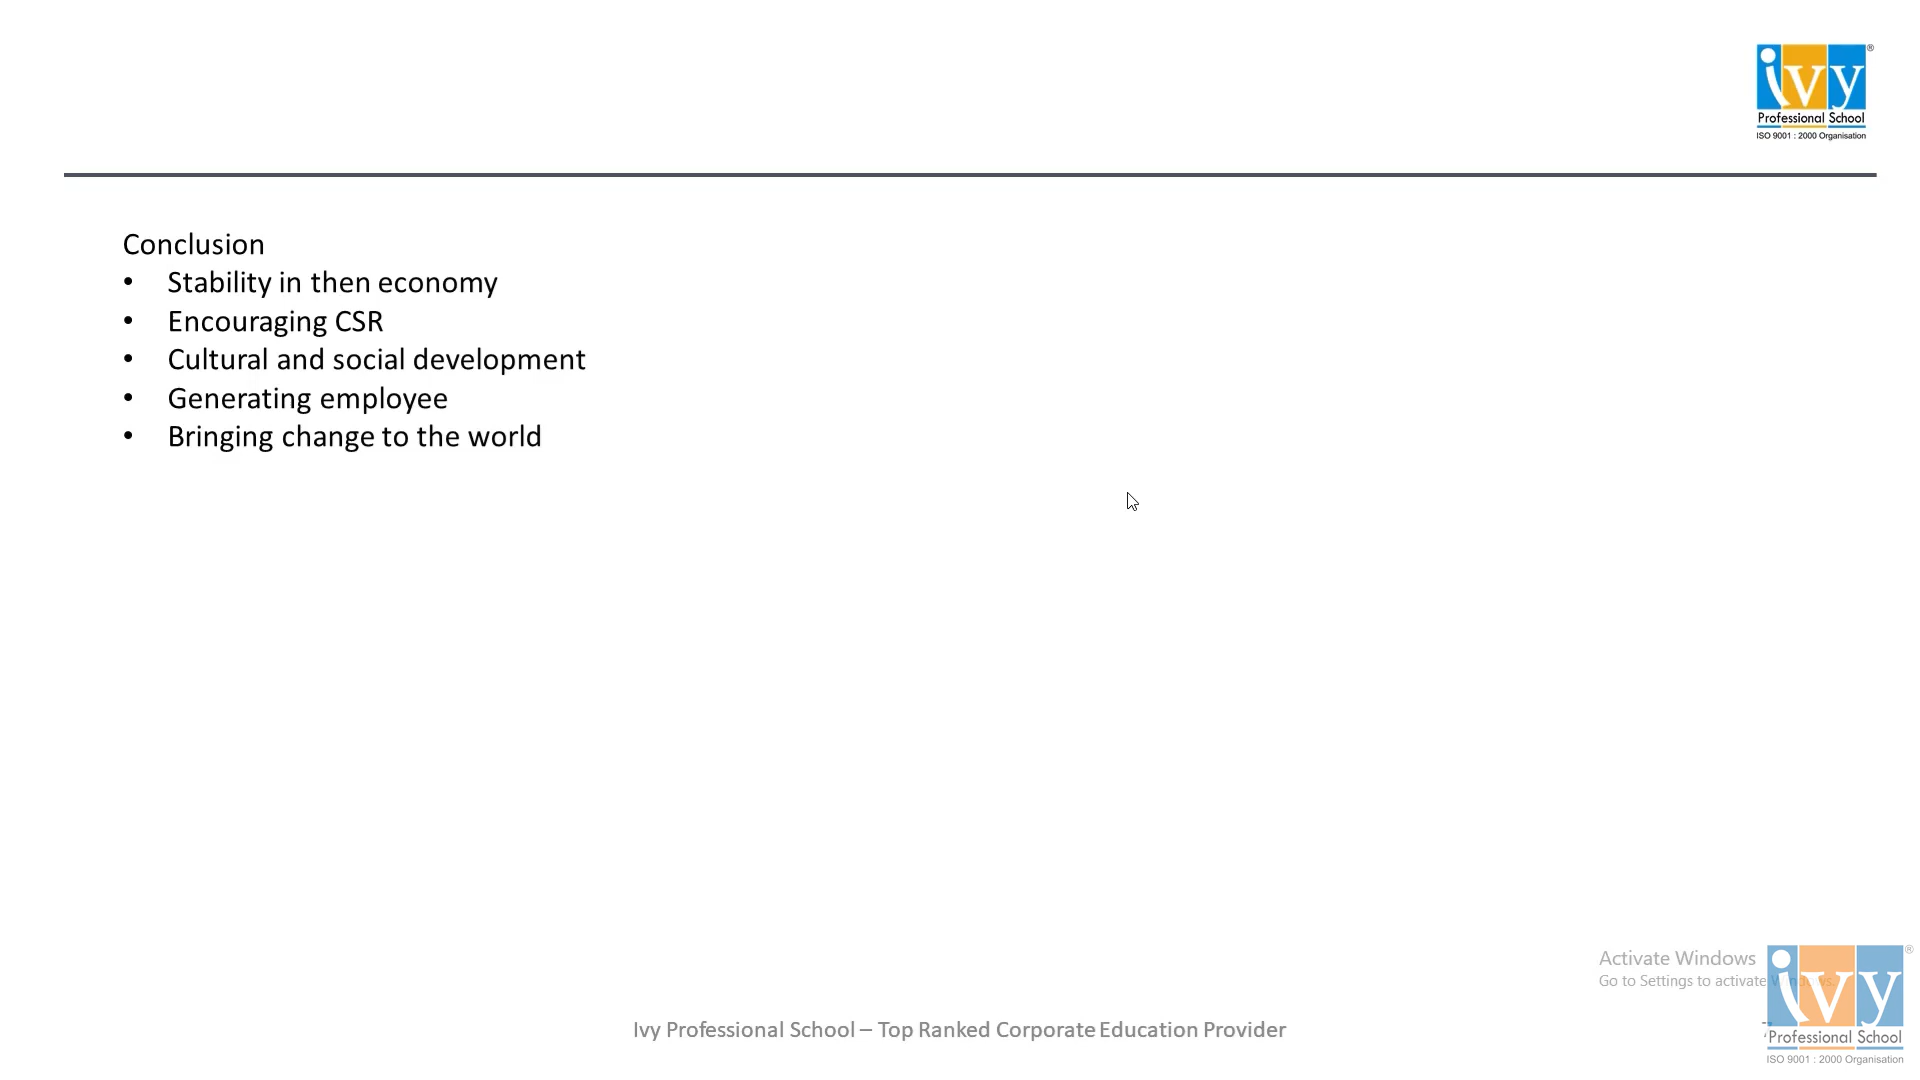 ivy®
Professional School
ISO 9001 : 2000 Organisation
Conclusion
• Stability in then economy
• Encouraging CSR
• Cultural and social development
• Generating employee
• Bringing change to the world
Activate Windows
Go to Settings to activate
Ivy Professional School – Top Ranked Corporate Education Provider
ivy®
Professional School
ISO 9001 : 2000 Organisation